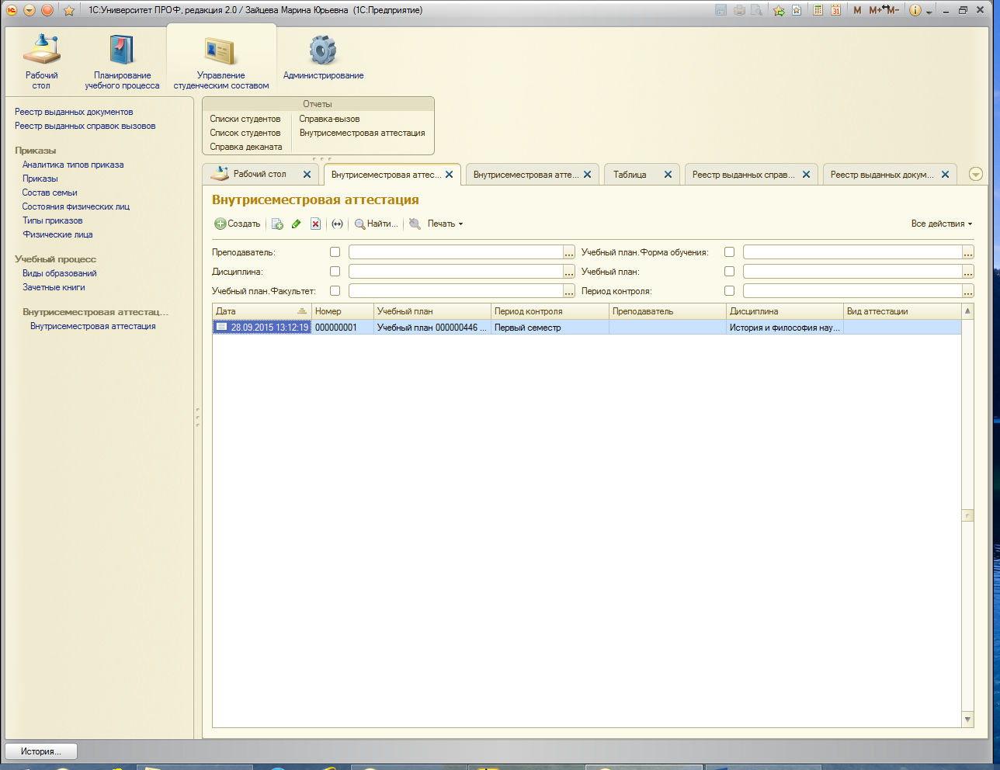 1С:Университет ПРОФ, редакция 2.0 / Зайцева Марина Юрьевна (1С:Предприятие)
M M+ M-
Рабочий стол
Планирование учебного процесса
Управление студенческим составом
Администрирование
Реестр выданных документов
Реестр выданных справок вызовов
Приказы
Аналитика типов приказа
Приказы
Состав семьи
Состояния физических лиц
Типы приказов
Физические лица
Учебный процесс
Виды образований
Зачетные книги
Внутрисеместровая аттестац...
Внутрисеместровая аттестация
Отчеты
Списки студентов
Справка-вызов
Список студентов
Внутрисеместровая аттестация
Справка деканата
Рабочий стол
Внутрисеместровая аттес...
Внутрисеместровая атте...
Таблица
Реестр выданных справ...
Реестр выданных докум...
Внутрисеместровая аттестация
Создать
Найти...
Печать
Все действия
Преподаватель:
Учебный план.Форма обучения:
Дисциплина:
Учебный план:
Учебный план.Факультет:
Период контроля:
Дата Номер Учебный план Период контроля Преподаватель Дисциплина Вид аттестации
28.09.2015 13:12:19 000000001 Учебный план 000000446 ... Первый семестр История и философия нау...
История...